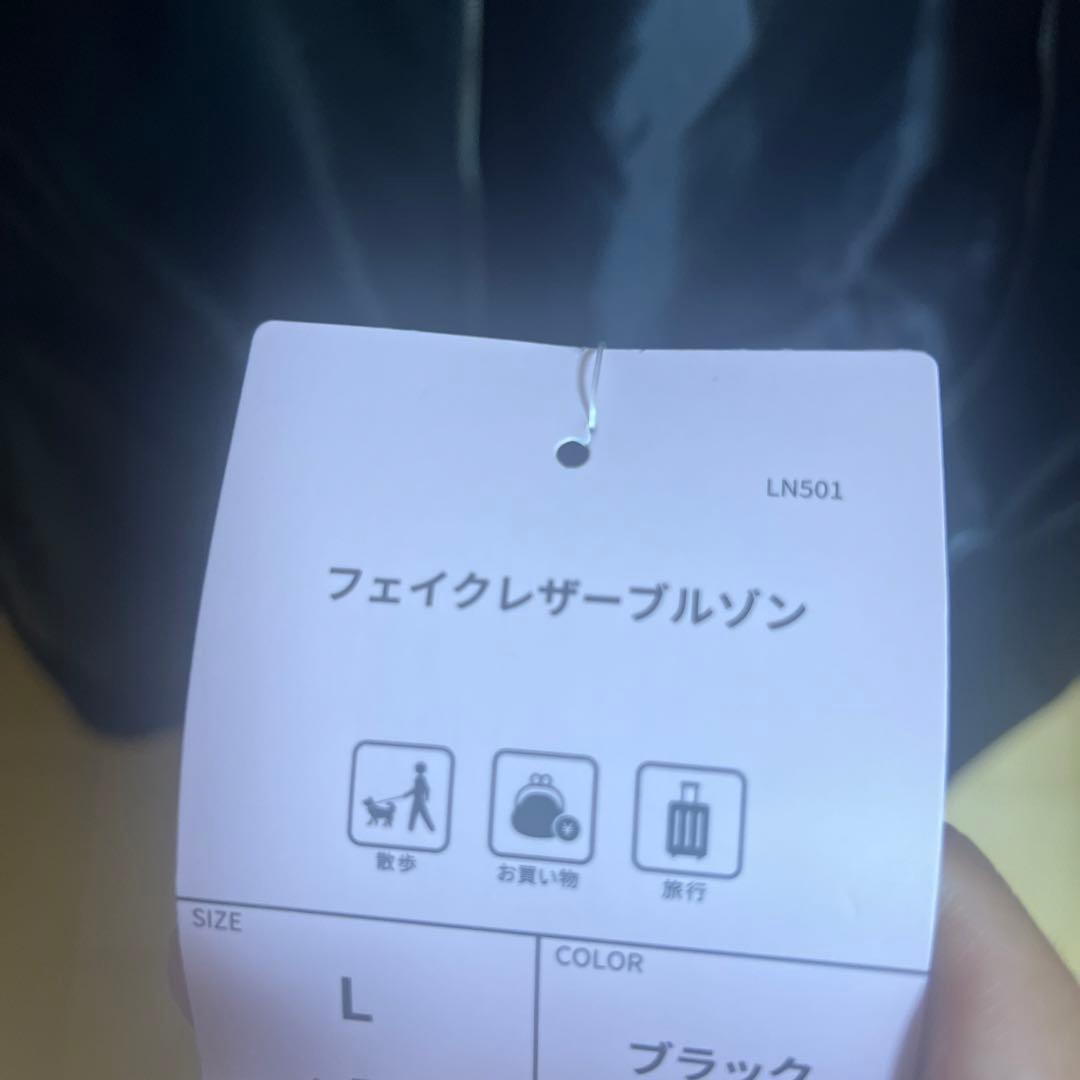 LN501
フェイクレザーブルゾン
¥
散歩 お買い物 旅行
SIZE COLOR
L ブラック